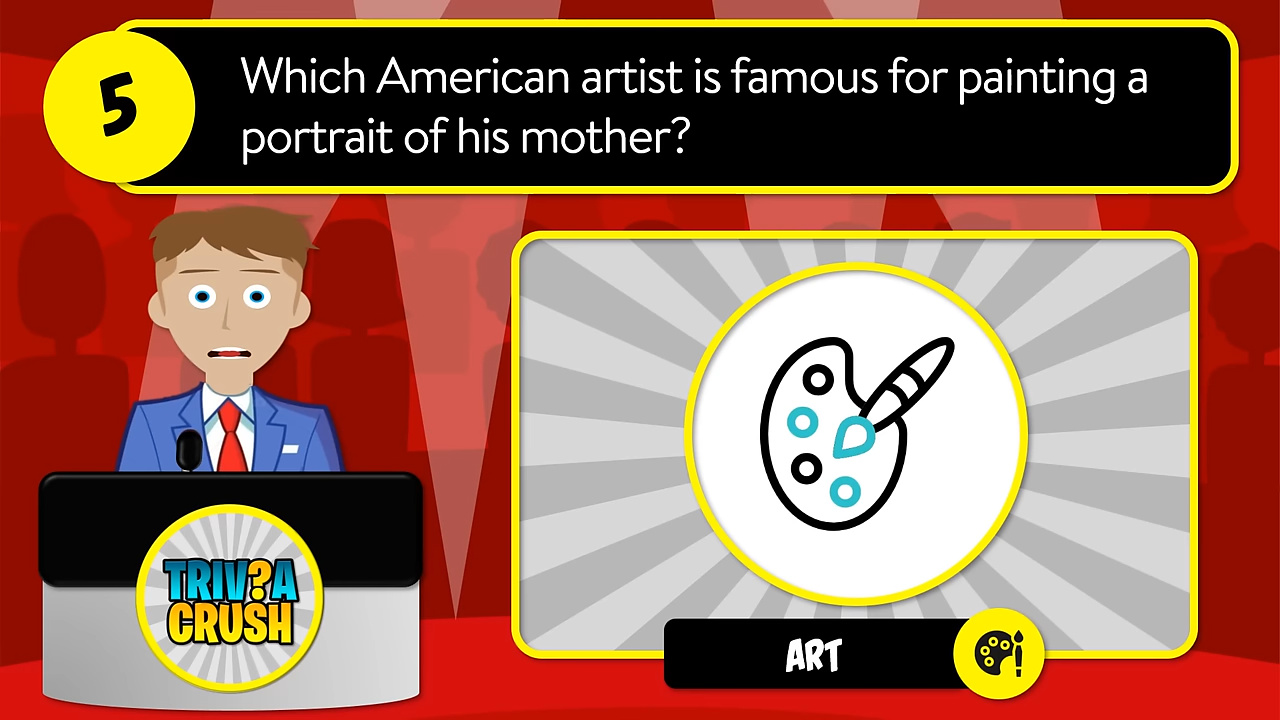 5
Which American artist is famous for painting a
portrait of his mother?
TRIV?A
CRUSH
ART